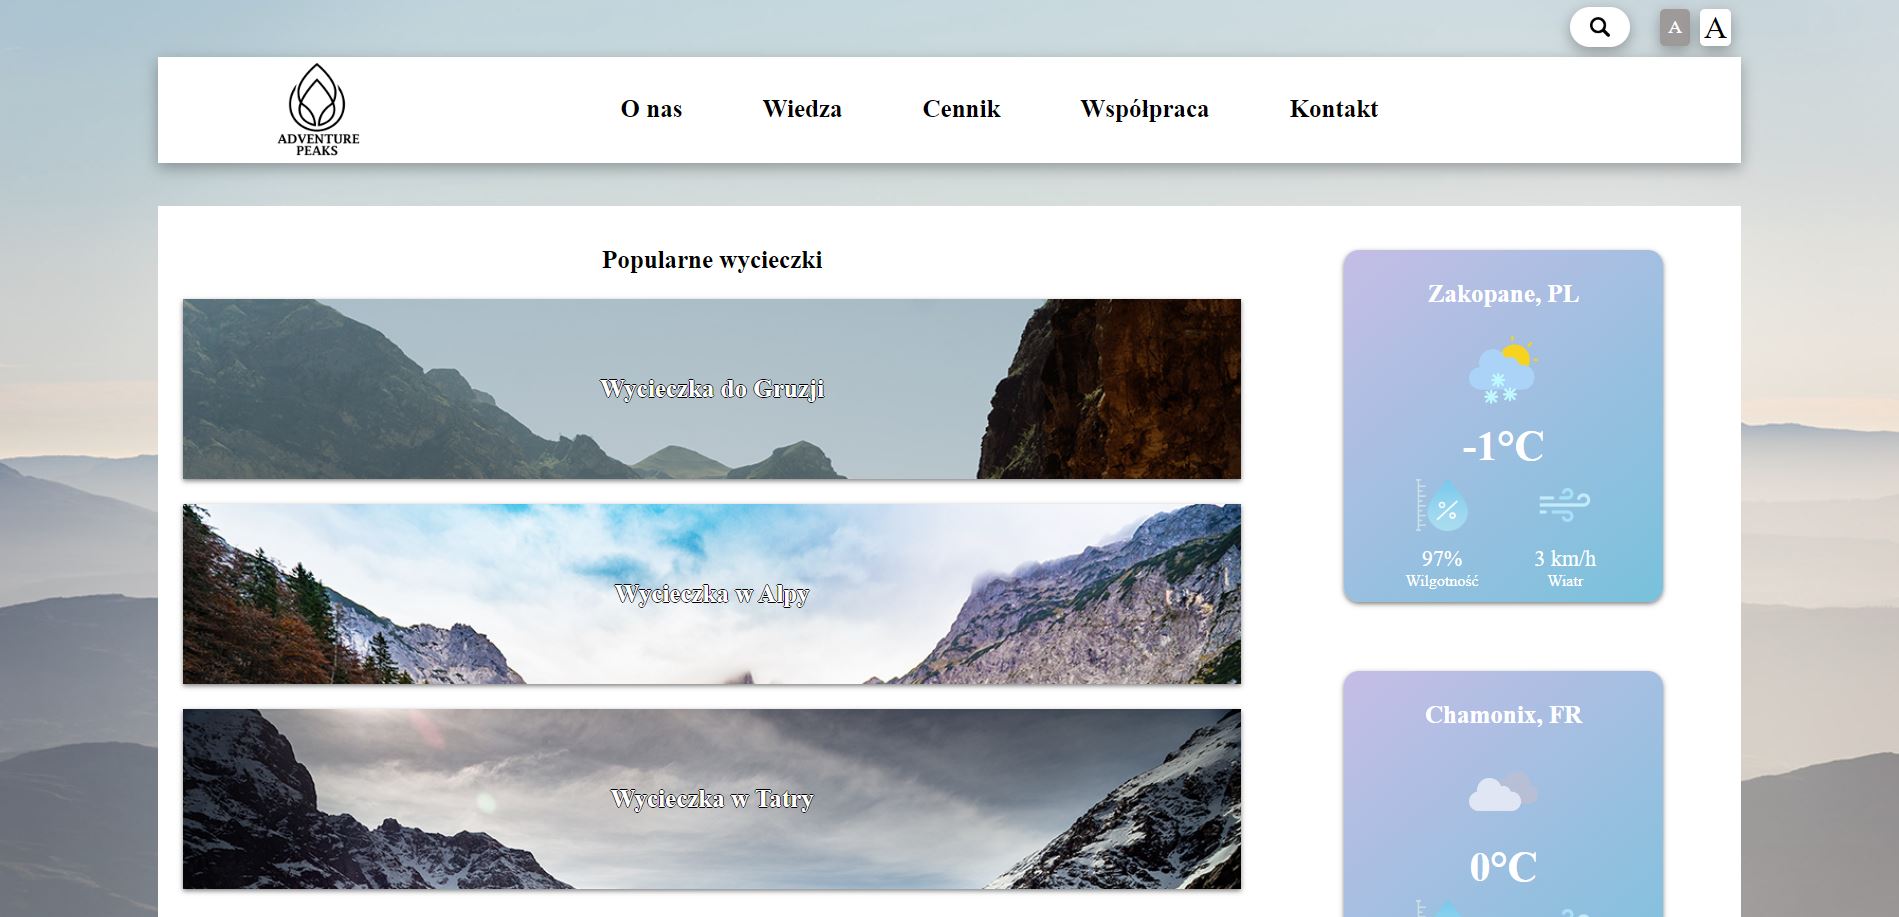 A A
ADVENTURE
PEAKS
O nas Wiedza Cennik Współpraca Kontakt
Popularne wycieczki
Wycieczka do Gruzji
Wycieczka w Alpy
Wycieczka w Tatry
Zakopane, PL
-1°C
%
97% 3 km/h
Wilgotność Wiatr
Chamonix, FR
0°C